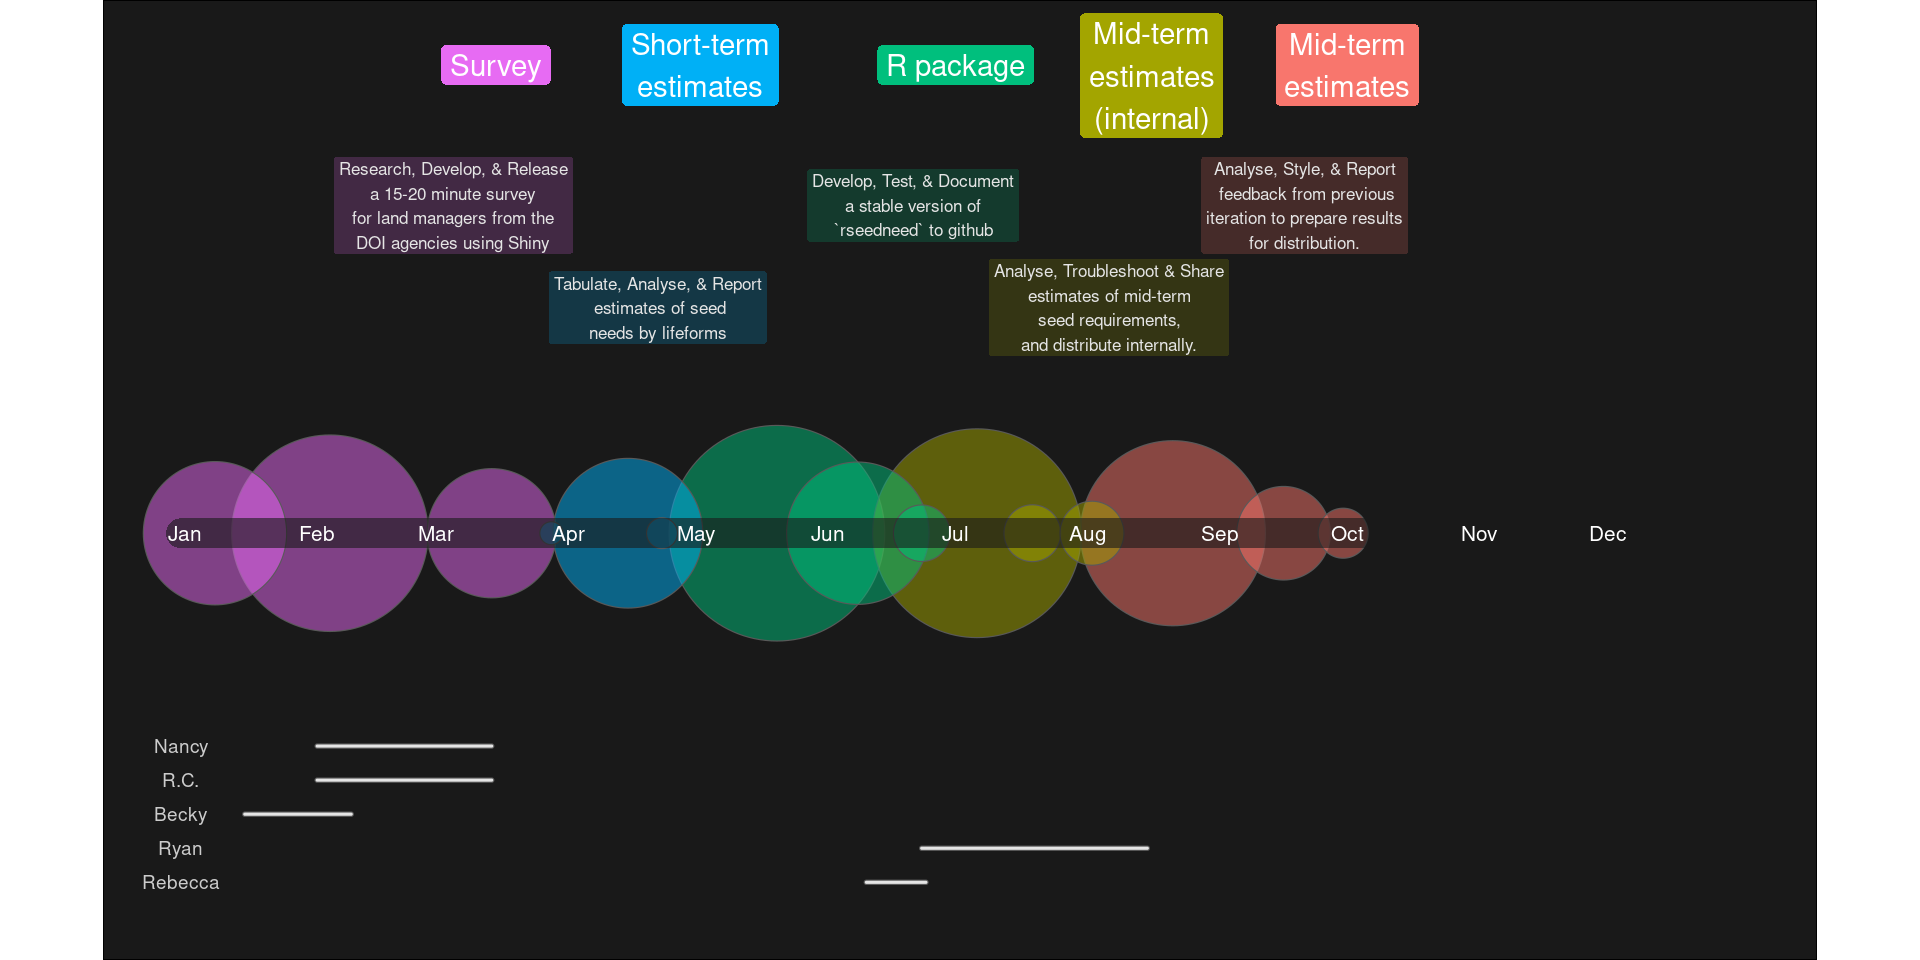 Survey
Short-term
estimates
R package
Mid-term
estimates
(internal)
Mid-term
estimates
Research, Develop, & Release
a 15-20 minute survey
for land managers from the
DOI agencies using Shiny
Tabulate, Analyse, & Report
estimates of seed
needs by lifeforms
Develop, Test, & Document
a stable version of
`rseedneed` to github
Analyse, Troubleshoot & Share
estimates of mid-term
seed requirements,
and distribute internally.
Analyse, Style, & Report
feedback from previous
iteration to prepare results
for distribution.
Jan Feb Mar Apr May Jun Jul Aug Sep Oct Nov Dec
Nancy
R.C.
Becky
Ryan
Rebecca